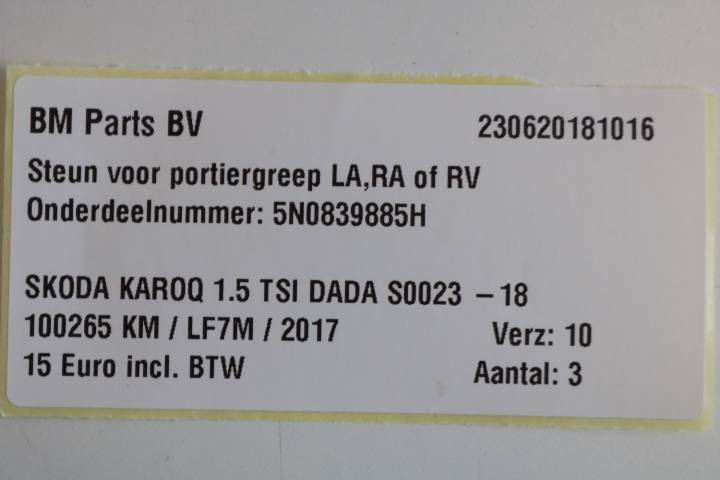 BM Parts BV 230620181016
Steun voor portiergreep LA,RA of RV
Onderdeelnummer: 5N0839885H
SKODA KAROQ 1.5 TSI DADA S0023 – 18
100265 KM / LF7M / 2017 Verz: 10
15 Euro incl. BTW Aantal: 3